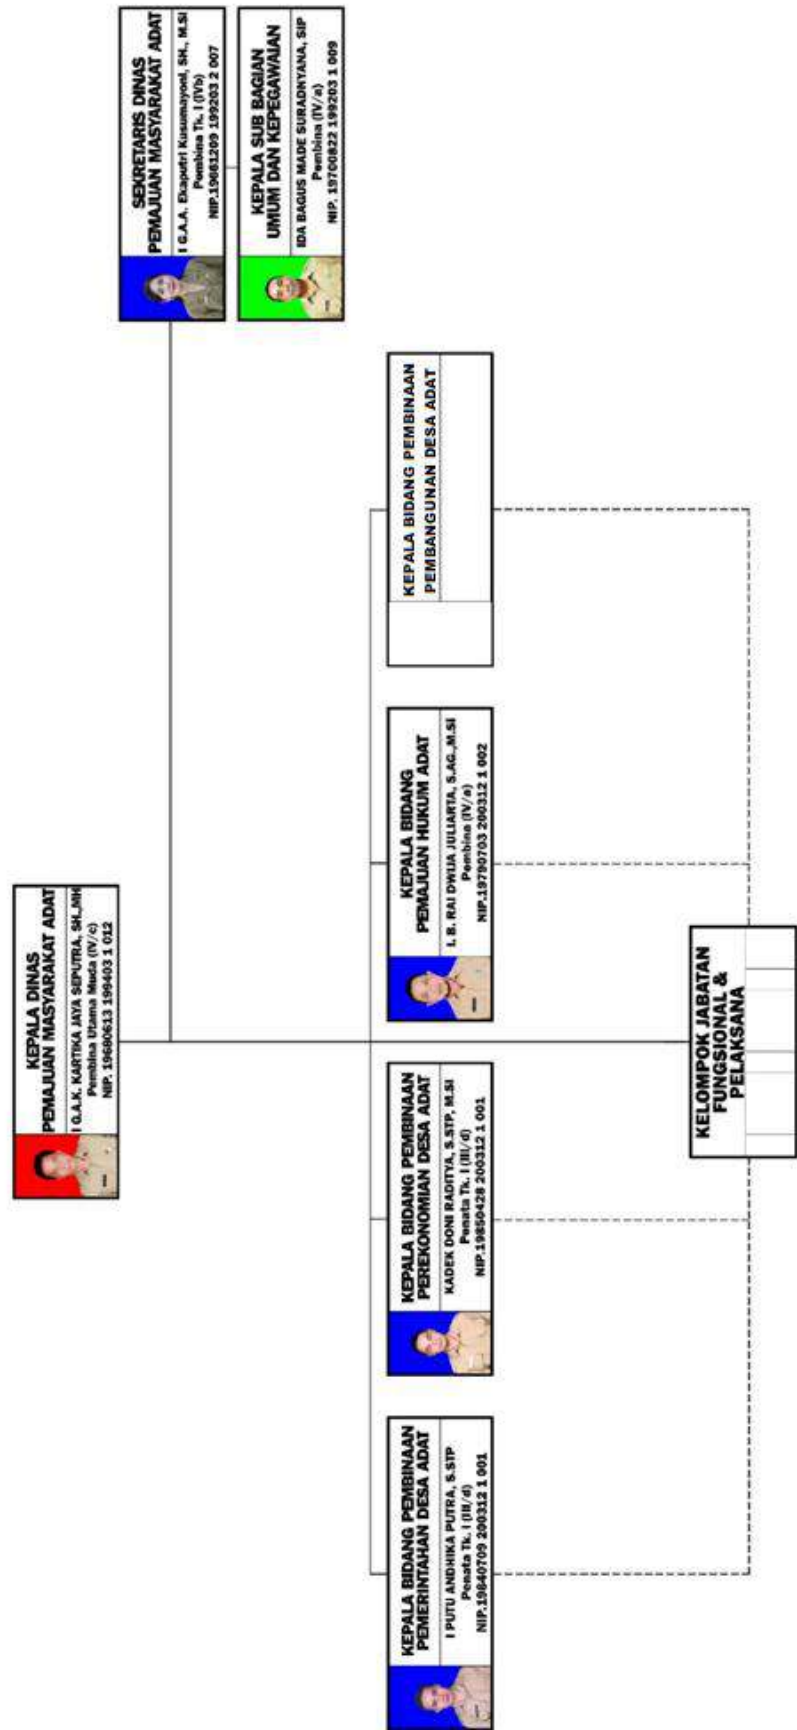 KEPALA DINAS
PEMAJUAN MASYARAKAT ADAT
I G.A.K. KARTIKA JAYA SEPUTRA, SH.,MH
Pembina Utama Muda (IV/c)
NIP. 19680613 199403 1 012
SEKRETARIS DINAS
PEMAJUAN MASYARAKAT ADAT
I G.A.A. Ekaputri Kusumayoni, SH., M.SI
Pembina Tk. I (IVb)
NIP.19661209 199203 2 007
KEPALA SUB BAGIAN
UMUM DAN KEPEGAWAIAN
IDA BAGUS MADE SURADNYANA, SIP
Pembina (IV/a)
NIP. 19700822 199203 1 009
KEPALA BIDANG PEMBINAAN
PEMERINTAHAN DESA ADAT
I PUTU ANDHIKA PUTRA, S.STP
Penata Tk. I (III/d)
NIP.19840709 200312 1 001
KEPALA BIDANG PEMBINAAN
PEREKONOMIAN DESA ADAT
KADEK DONI RADITYA, S.STP, M.SI
Penata Tk. I (III/d)
NIP.19850428 200312 1 001
KEPALA BIDANG
PEMAJUAN HUKUM ADAT
I. B. RAI DWIJA JULIARTA, S.AG.,M.SI
Pembina (IV/a)
NIP.19790703 200312 1 002
KEPALA BIDANG PEMBINAAN
PEMBANGUNAN DESA ADAT
KELOMPOK JABATAN
FUNGSIONAL &
PELAKSANA